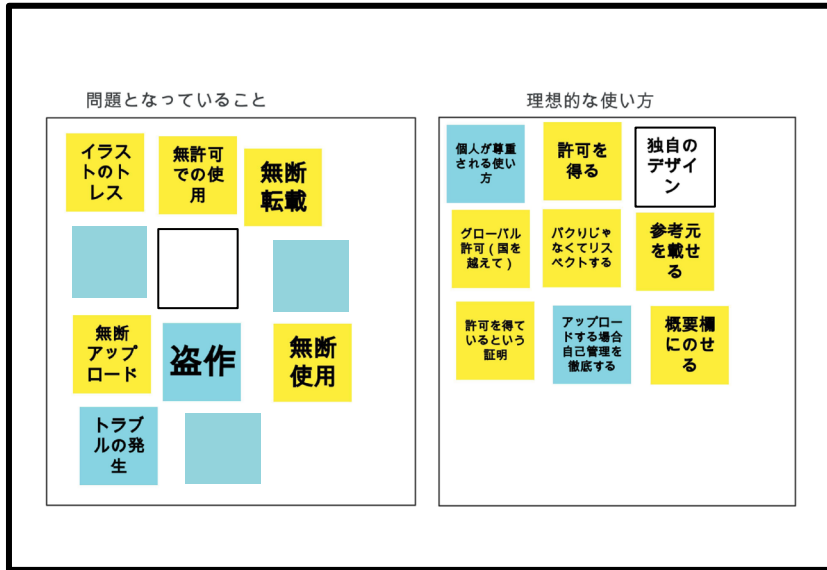 問題となっていること
イラス
トのト
レス
無許可
での使
用
無断
転載
無断
アップ
ロード
盗作
無断
使用
トラブ
ルの発
生
理想的な使い方
個人が尊重
される使い
方
許可を
得る
独自の
デザイ
ン
グローバル
許可(国を
越えて)
パクりじゃ
なくてリス
ペクトする
参考元
を載せ
る
許可を得て
いるという
証明
アップロー
ドする場合
自己管理を
徹底する
概要欄
にのせ
る